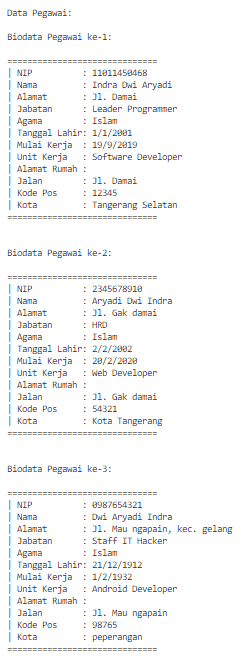 Data Pegawai:
Biodata Pegawai ke-1:
==============================
| NIP : 11011450468
| Nama : Indra Dwi Aryadi
| Alamat : Jl. Damai
| Jabatan : Leader Programmer
| Agama : Islam
| Tanggal Lahir: 1/1/2001
| Mulai Kerja : 19/9/2019
| Unit Kerja : Software Developer
| Alamat Rumah :
| Jalan : Jl. Damai
| Kode Pos : 12345
| Kota : Tangerang Selatan
==============================
Biodata Pegawai ke-2:
==============================
| NIP : 2345678910
| Nama : Aryadi Dwi Indra
| Alamat : Jl. Gak damai
| Jabatan : HRD
| Agama : Islam
| Tanggal Lahir: 2/2/2002
| Mulai Kerja : 20/2/2020
| Unit Kerja : Web Developer
| Alamat Rumah :
| Jalan : Jl. Gak damai
| Kode Pos : 54321
| Kota : Kota Tangerang
==============================
Biodata Pegawai ke-3:
==============================
| NIP : 0987654321
| Nama : Dwi Aryadi Indra
| Alamat : Jl. Mau ngapain, kec. gelang
| Jabatan : Staff IT Hacker
| Agama : Islam
| Tanggal Lahir: 21/12/1912
| Mulai Kerja : 1/2/1932
| Unit Kerja : Android Developer
| Alamat Rumah :
| Jalan : Jl. Mau ngapain
| Kode Pos : 98765
| Kota : peperangan
==============================